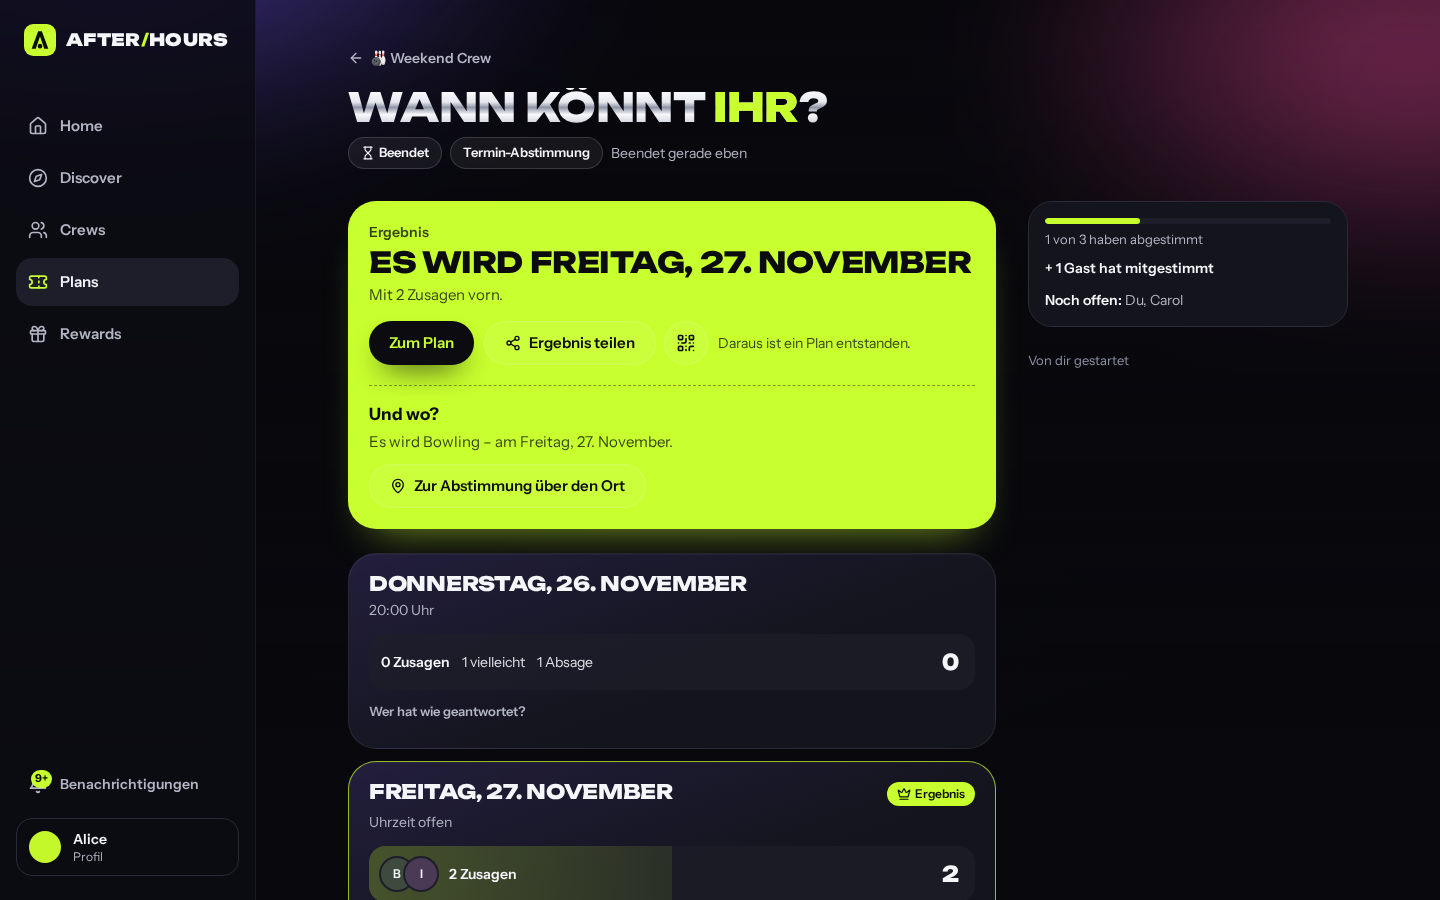 AFTER/HOURS
Home
Discover
Crews
Plans
Rewards
9+
Benachrichtigungen
Alice
Profil
Weekend Crew
WANN KÖNNT IHR?
Beendet
Termin-Abstimmung
Beendet gerade eben
Ergebnis
ES WIRD FREITAG, 27. NOVEMBER
Mit 2 Zusagen vorn.
Zum Plan
Ergebnis teilen
Daraus ist ein Plan entstanden.
Und wo?
Es wird Bowling – am Freitag, 27. November.
Zur Abstimmung über den Ort
DONNERSTAG, 26. NOVEMBER
20:00 Uhr
0 Zusagen 1 vielleicht 1 Absage 0
Wer hat wie geantwortet?
FREITAG, 27. NOVEMBER
Ergebnis
Uhrzeit offen
B I 2 Zusagen 2
1 von 3 haben abgestimmt
+ 1 Gast hat mitgestimmt
Noch offen: Du, Carol
Von dir gestartet